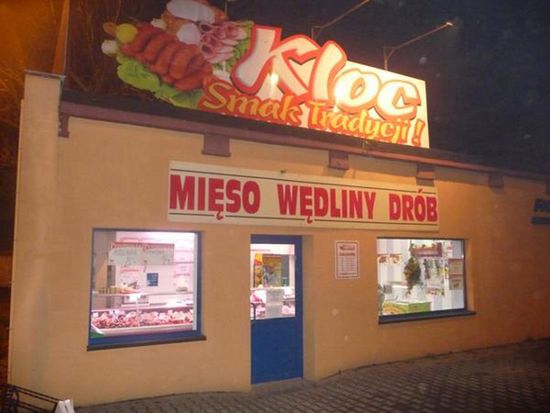 Kloc
Smak Tradycji!
MIĘSO WĘDLINY DRÓB